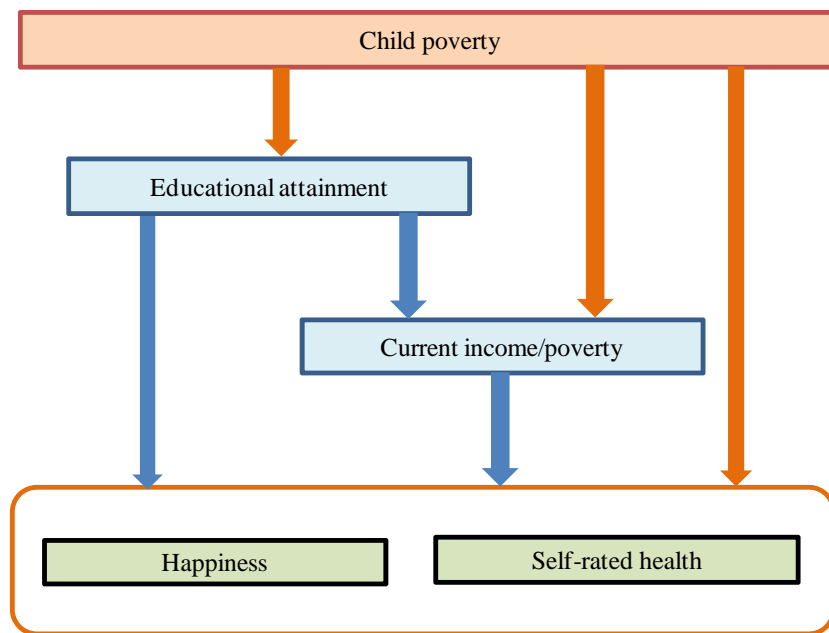 Child poverty
Educational attainment
Current income/poverty
Happiness
Self-rated health